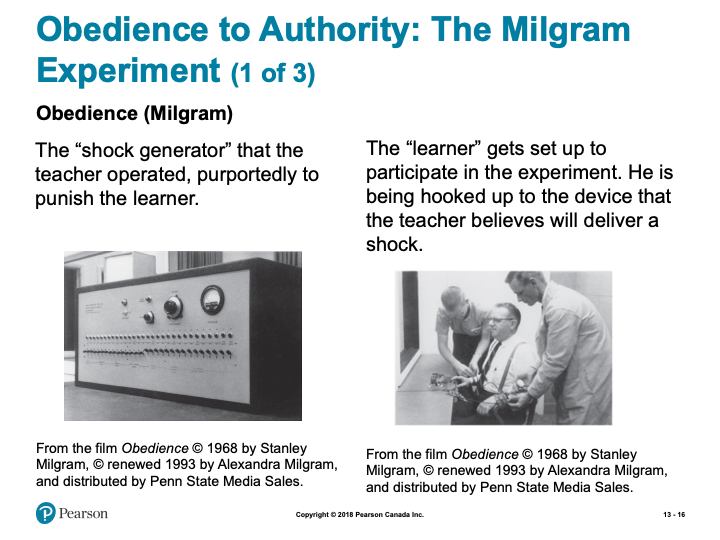 Obedience to Authority: The Milgram
Experiment (1 of 3)
Obedience (Milgram)
The “shock generator” that the
teacher operated, purportedly to
punish the learner.
The “learner” gets set up to
participate in the experiment. He is
being hooked up to the device that
the teacher believes will deliver a
shock.
From the film Obedience © 1968 by Stanley
Milgram, © renewed 1993 by Alexandra Milgram,
and distributed by Penn State Media Sales.
From the film Obedience © 1968 by Stanley
Milgram, © renewed 1993 by Alexandra Milgram,
and distributed by Penn State Media Sales.
Pearson
Copyright © 2018 Pearson Canada Inc.
13 - 16